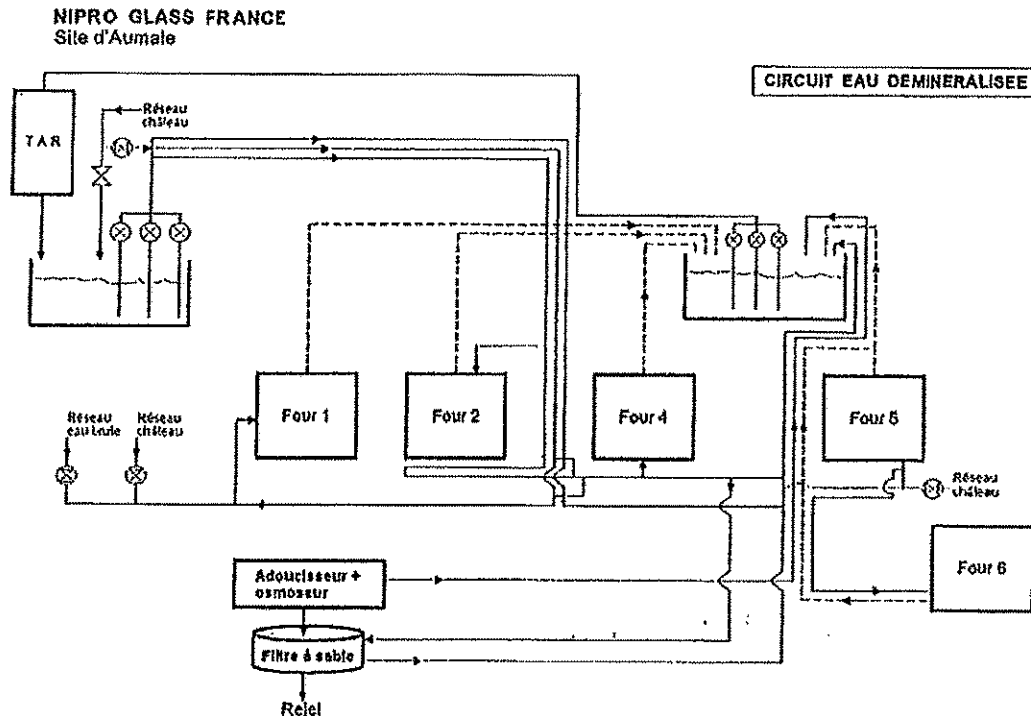 NIPRO GLASS FRANCE
Site d'Aumale
CIRCUIT EAU DEMINERALISEE
TAR
Réseau
château
Four 1
Four 2
Four 4
Four 5
Réseau
eau brute
Réseau
château
Réseau
château
Four 6
Adoucisseur +
osmoseur
Filtre à sable
Rejet